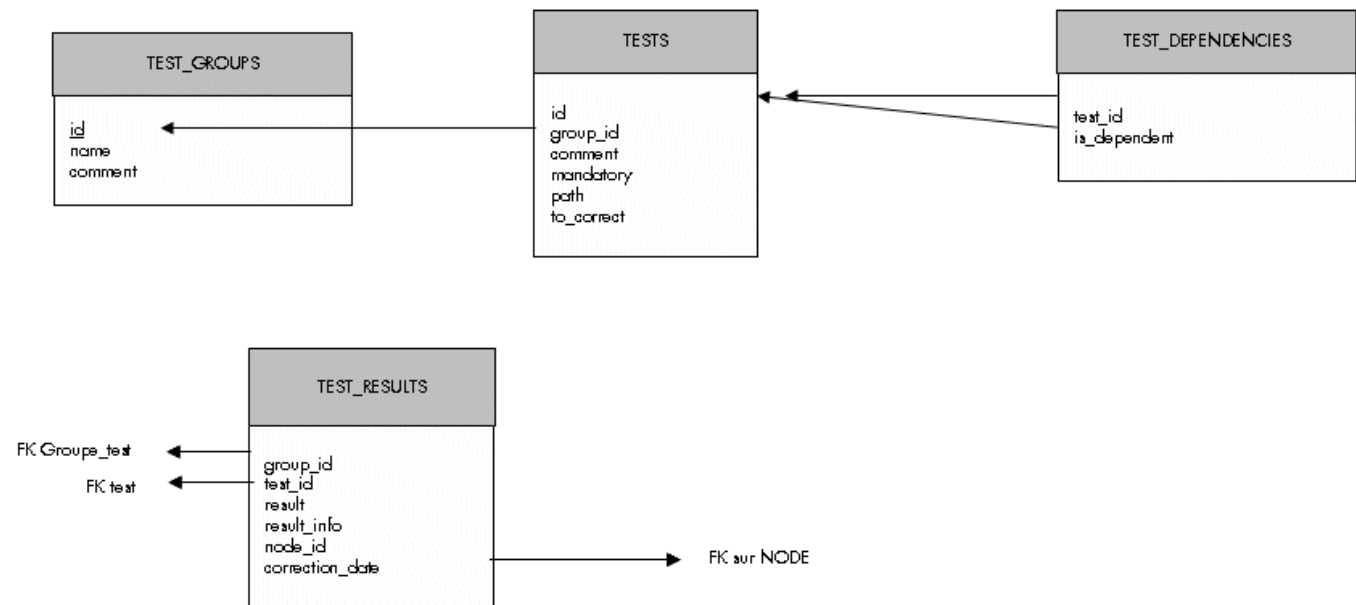 TEST_GROUPS
id
name
comment
TESTS
id
group_id
comment
mandatory
path
to_correct
TEST_DEPENDENCIES
test_id
is_dependent
TEST_RESULTS
FK Groupe_test
FK test
group_id
test_id
result
result_info
node_id
correction_date
FK sur NODE